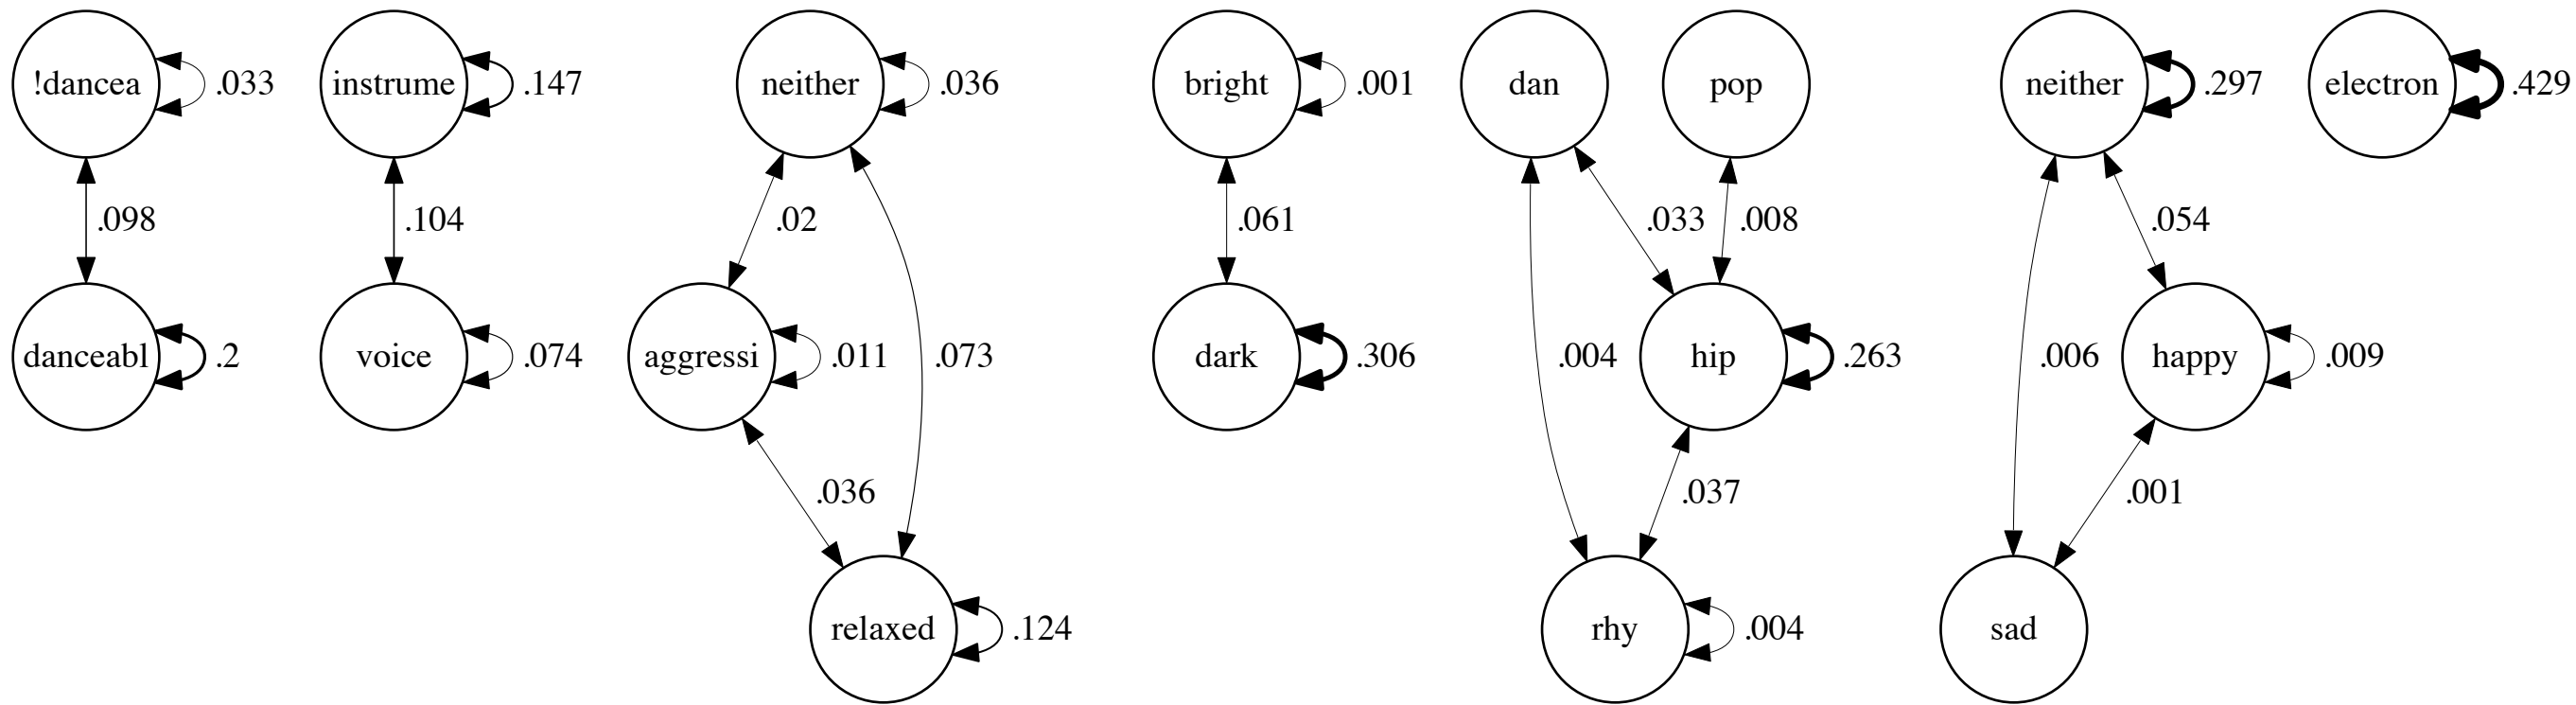 !dancea .033
.098
danceabl .2
instrume .147
.104
voice .074
neither .036
.02
.073
aggressi .011
.036
relaxed .124
bright .001
.061
dark .306
dan pop
.033 .008
.004
hip .263
.037
rhy .004
neither .297
.054
.006
happy .009
.001
sad
electron .429